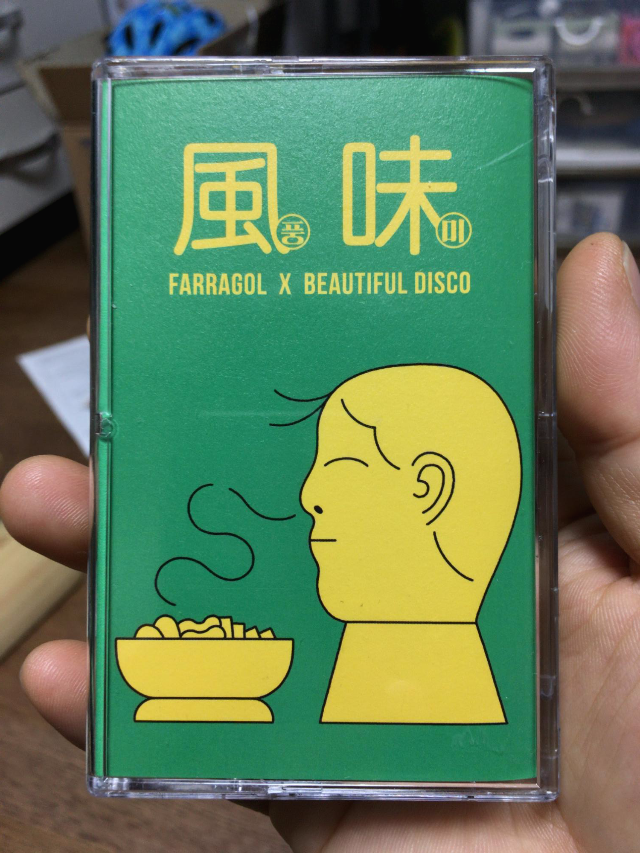 風풍 味미
FARRAGOL X BEAUTIFUL DISCO